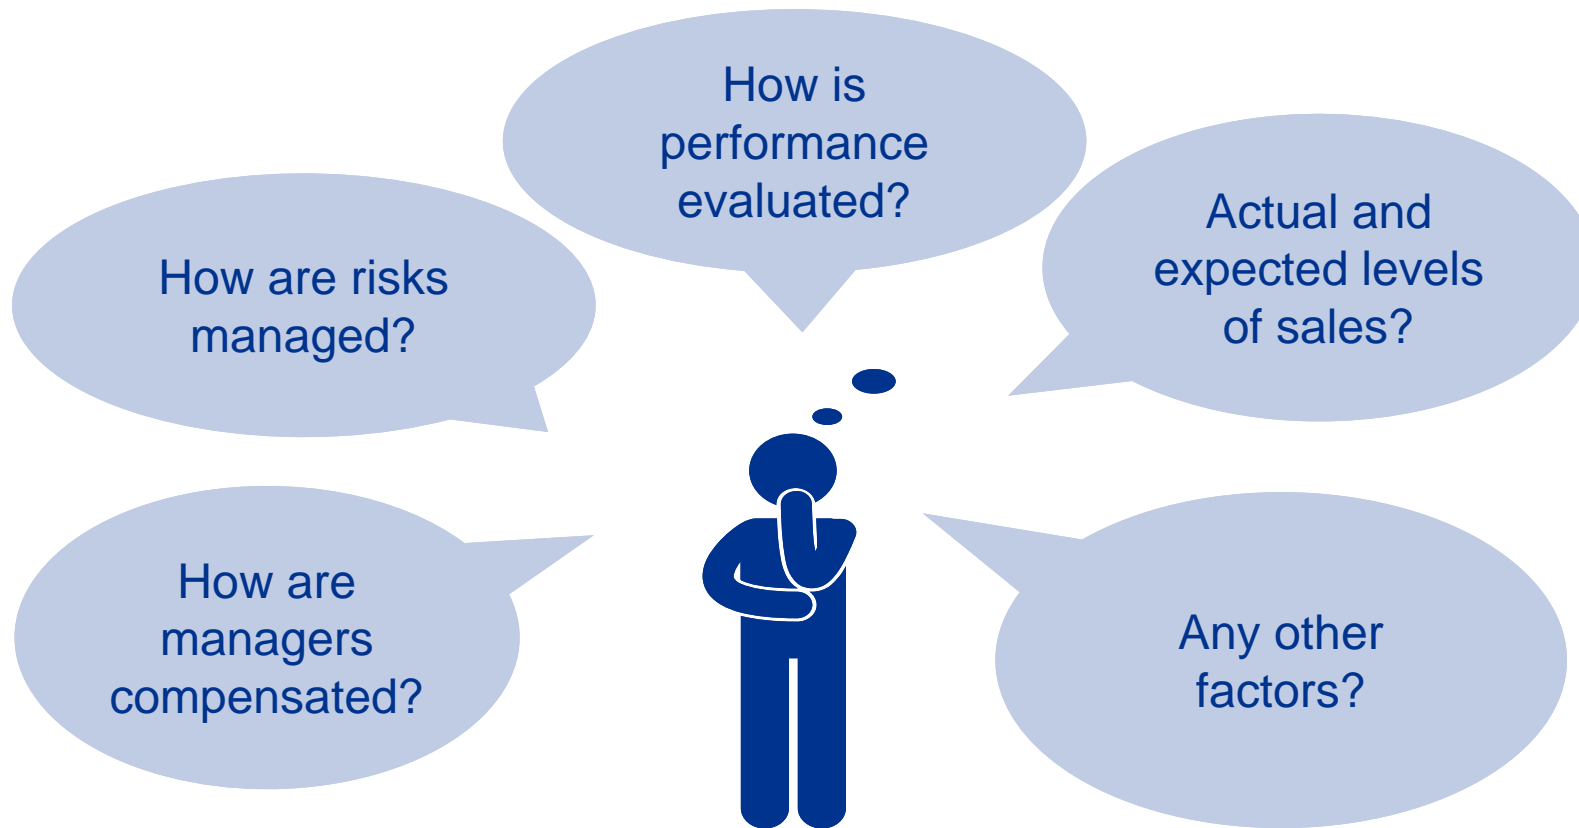 How is
performance
evaluated?
Actual and
expected levels
of sales?
How are risks
managed?
How are
managers
compensated?
Any other
factors?